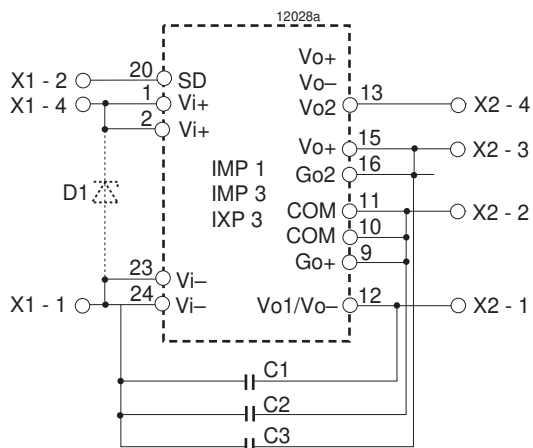 12028a
Vo+
Vo–
X1 - 2 20 SD
Vo2 13 X2 - 4
X1 - 4 1 Vi+
2 Vi+
Vo+ 15 X2 - 3
Go2 16
IMP 1
IMP 3
IXP 3
D1
COM 11 X2 - 2
COM 10
Go+ 9
23 Vi–
X1 - 1 24 Vi–
Vo1/Vo– 12 X2 - 1
C1
C2
C3